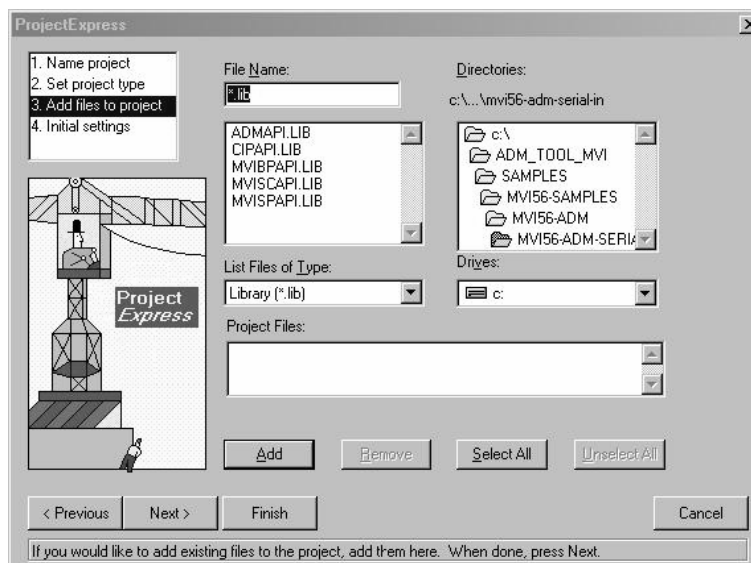 ProjectExpress
1. Name project
2. Set project type
3. Add files to project
4. Initial settings
File Name:
*.lib
ADMAPI.LIB
CIPAPI.LIB
MVIBPAPI.LIB
MVISCAPI.LIB
MVISPAPI.LIB
List Files of Type:
Library (*.lib)
Directories:
c:\...\mvi56-adm-serial-in
c:\
ADM_TOOL_MVI
SAMPLES
MVI56-SAMPLES
MVI56-ADM
MVI56-ADM-SERIA
Drives:
c:
Project
Express
Project Files:
Add
Remove
Select All
Unselect All
< Previous
Next >
Finish
Cancel
If you would like to add existing files to the project, add them here. When done, press Next.